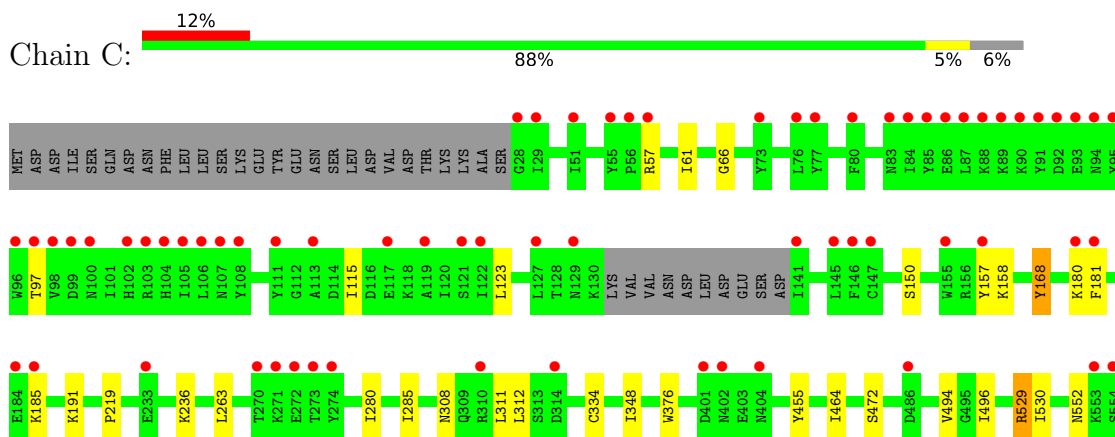 12%
Chain C:
88% 5% 6%
MET ASP ASP ILE SER GLN ASP ASN PHE LEU LEU SER LYS GLU TYR GLU ASN SER LEU ASP VAL ASP THR LYS LYS ALA SER G28 I29 I51 Y55 P56 R57 I61 G66 Y73 L76 Y77 F80 N83 I84 Y85 E86 L87 K88 K89 K90 Y91 D92 E93 N94 Y95
W96 T97 V98 D99 N100 I101 H102 R103 H104 I105 L106 N107 Y108 Y111 G112 A113 D114 I115 D116 E117 K118 A119 I120 S121 I122 L123 L127 T128 N129 K130 LYS VAL VAL ASN ASP LEU ASP GLU SER ASP I141 L145 F146 C147 S150 W155 R156 Y157 K158 Y168 K180 F181
E184 K185 K191 P219 E233 K236 L263 T270 K271 E272 T273 Y274 I280 I285 N308 Q309 R310 L311 L312 S313 D314 C334 I348 W376 D401 N402 E403 N404 Y455 I464 S472 D486 V494 G495 I496 R529 I530 N552 K553